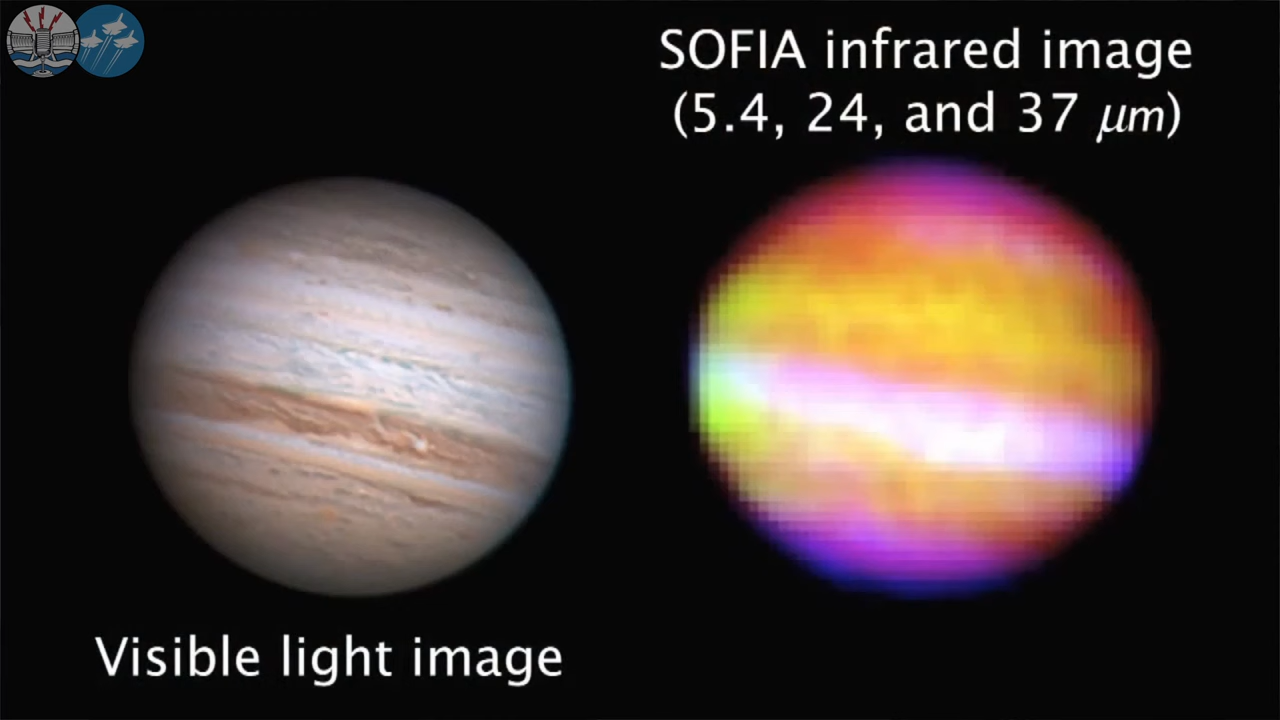 SOFIA infrared image
(5.4, 24, and 37 μm)
Visible light image